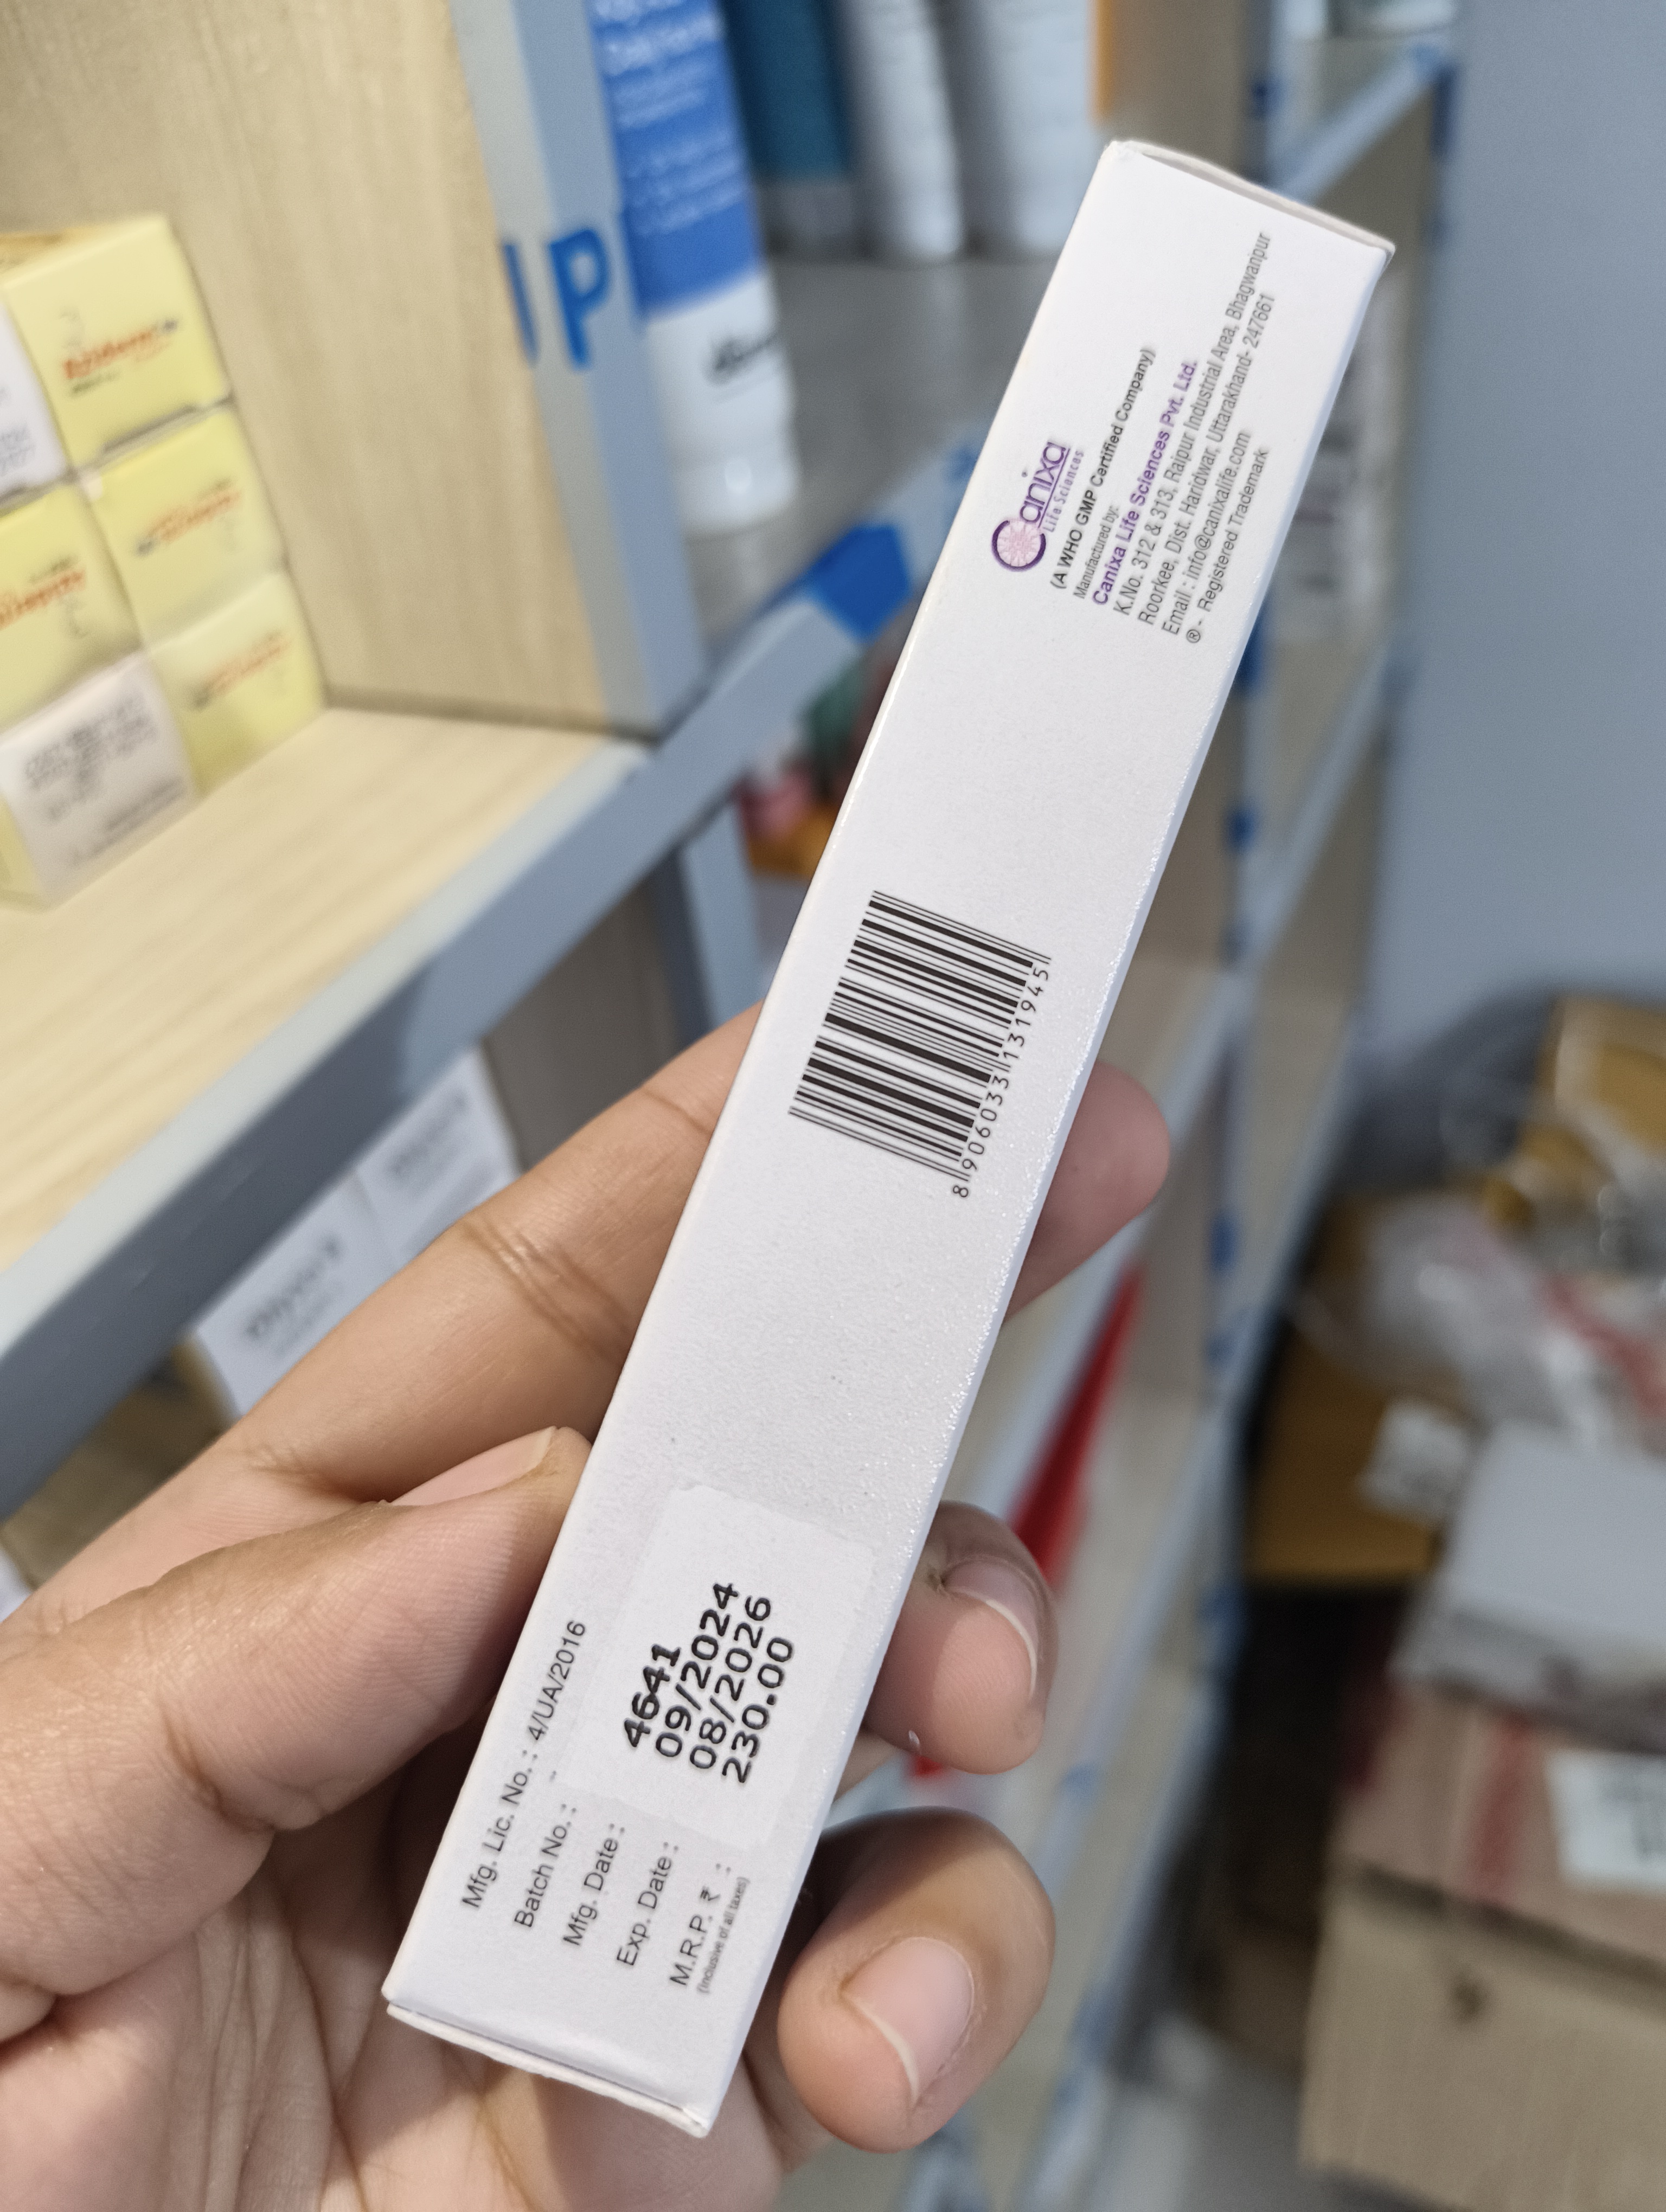 Canixa
Life Sciences
(A WHO GMP Certified Company)
Manufactured by:
Canixa Life Sciences Pvt. Ltd.
K.No. 312 & 313, Raipur Industrial Area, Bhagwanpur
Roorkee, Dist. Haridwar, Uttarakhand- 247661
Email : info@canixalife.com
® - Registered Trademark
8 906033 131945
Mfg. Lic. No. : 4/UA/2016
Batch No. : 4641
Mfg. Date : 09/2024
Exp. Date : 08/2026
M.R.P. ₹ : 230.00
(Inclusive of all taxes)
UP